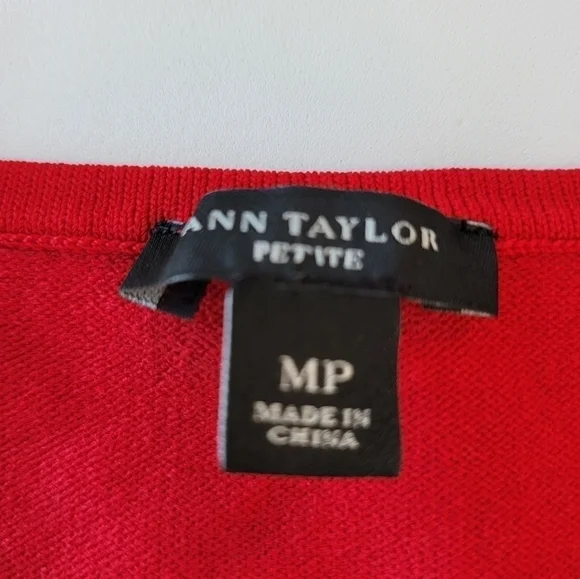 ANN TAYLOR
PETITE
MP
MADE IN
CHINA